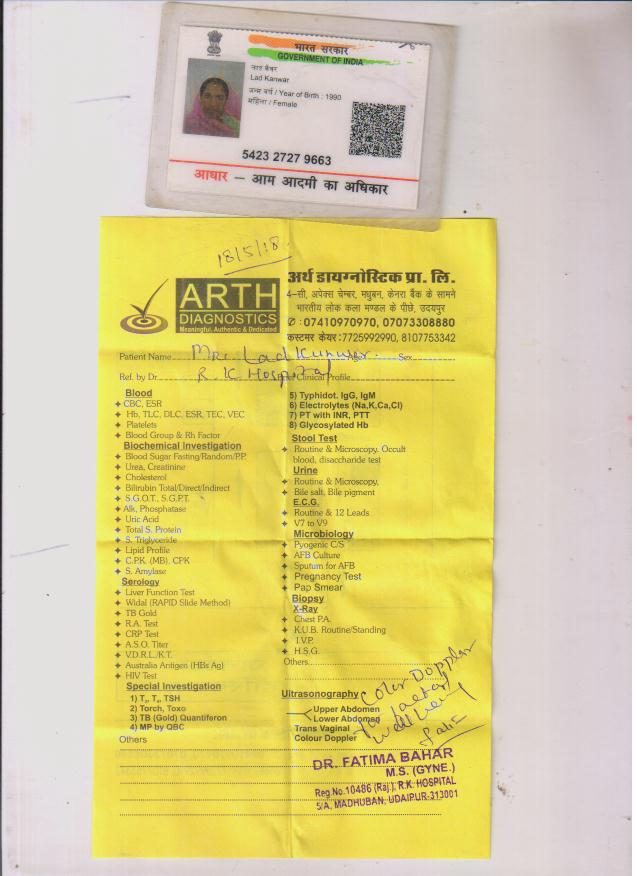 भारत सरकार
GOVERNMENT OF INDIA
लाड कँवर
Lad Kanwar
जन्म वर्ष / Year of Birth : 1990
महिला / Female
5423 2727 9663
आधार – आम आदमी का अधिकार
18/5/18
ARTH
DIAGNOSTICS
Meaningful, Authentic & Dedicated
अर्थ डायग्नोस्टिक प्रा. लि.
4-सी, अपेक्स चेम्बर, मधुबन, केनरा बैंक के सामने
भारतीय लोक कला मण्डल के पीछे, उदयपुर
✆ : 07410970970, 07073308880
कस्टमर केयर : 7725992990, 8107753342
Patient Name Mrs. Lad Kunwar. Age Sex
Ref. by Dr. R. K. Hospital Clinical Profile
Blood
CBC, ESR
Hb, TLC, DLC, ESR, TEC, VEC
Platelets
Blood Group & Rh Factor
Biochemical Investigation
Blood Sugar Fasting/Random/P.P.
Urea, Creatinine
Cholesterol
Bilirubin Total/Direct/Indirect
S.G.O.T., S.G.P.T.
Alk, Phosphatase
Uric Acid
Total S. Protein
S. Triglyceride
Lipid Profile
C.P.K. (MB), CPK
S. Amylase
Serology
Liver Function Test
Widal (RAPID Slide Method)
TB Gold
R.A. Test
CRP Test
A.S.O. Titer
V.D.R.L./K.T.
Australia Antigen (HBs Ag)
HIV Test
Special Investigation
1) T3, T4, TSH
2) Torch, Toxo
3) TB (Gold) Quantiferon
4) MP by QBC
Others
5) Typhidot. IgG, IgM
6) Electrolytes (Na,K,Ca,Cl)
7) PT with INR, PTT
8) Glycosylated Hb
Stool Test
Routine & Microscopy, Occult
blood, disaccharide test
Urine
Routine & Microscopy,
Bile salt, Bile pigment
E.C.G.
Routine & 12 Leads
V7 to V9
Microbiology
Pyogenic C/S
AFB Culture
Sputum for AFB
Pregnancy Test
Pap Smear
Biopsy
X-Ray
Chest P.A.
K.U.B. Routine/Standing
I.V.P.
H.S.G.
Others
Ultrasonography
Upper Abdomen
Lower Abdomen
Trans Vaginal
Colour Doppler
Color Doppler
for faetal
well being
DR. FATIMA BAHAR
M.S. (GYNE.)
Reg.No.10486 (Raj.), R.K. HOSPITAL
5/A, MADHUBAN, UDAIPUR-313001